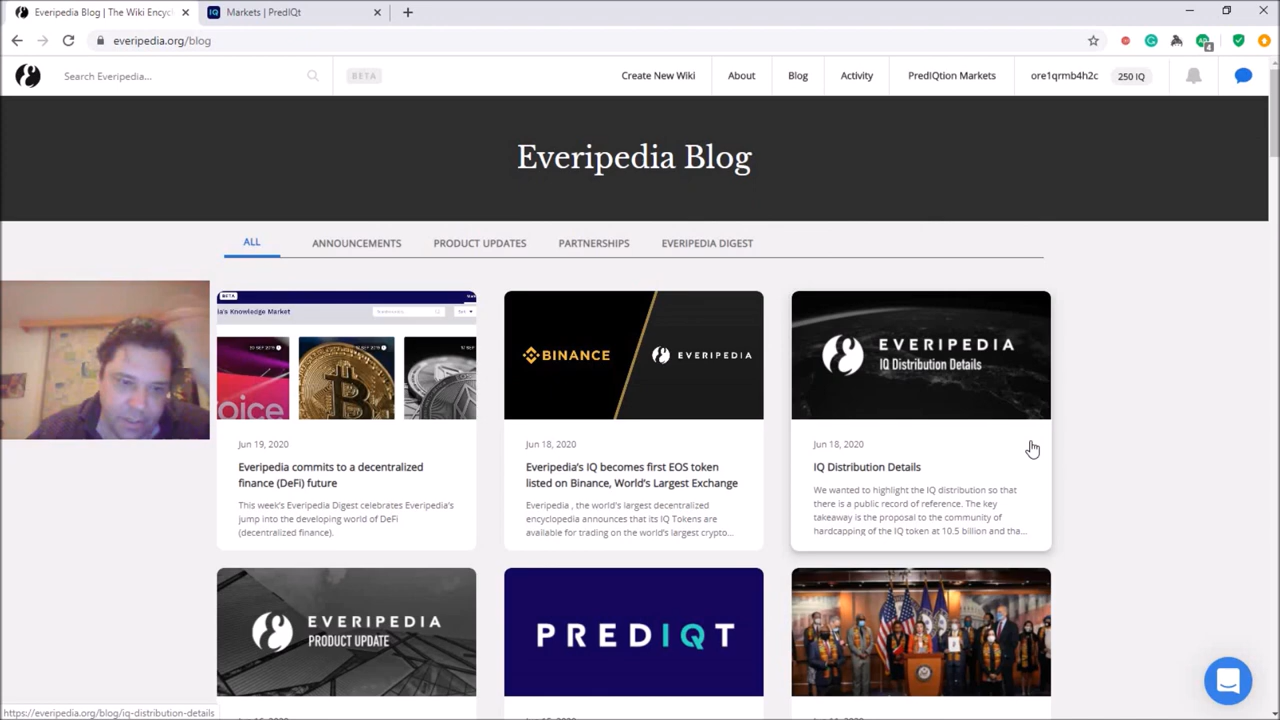 Everipedia Blog | The Wiki Encyc
Markets | PredIQt
everipedia.org/blog
4
Search Everipedia...
BETA
Create New Wiki
About
Blog
Activity
PredIQtion Markets
ore1qrmb4h2c
250 IQ
Everipedia Blog
ALL
ANNOUNCEMENTS
PRODUCT UPDATES
PARTNERSHIPS
EVERIPEDIA DIGEST
BETA
ia's Knowledge Market
oice
Jun 19, 2020
Everipedia commits to a decentralized
finance (DeFi) future
This week's Everipedia Digest celebrates Everipedia's
jump into the developing world of DeFi
(decentralized finance).
BINANCE
EVERIPEDIA
Jun 18, 2020
Everipedia's IQ becomes first EOS token
listed on Binance, World's Largest Exchange
Everipedia , the world's largest decentralized
encyclopedia announces that its IQ Tokens are
available for trading on the world's largest crypto...
EVERIPEDIA
IQ Distribution Details
Jun 18, 2020
IQ Distribution Details
We wanted to highlight the IQ distribution so that
there is a public record of reference. The key
takeaway is the proposal to the community of
hardcapping of the IQ token at 10.5 billion and tha...
EVERIPEDIA
PRODUCT UPDATE
PREDIQT
https://everipedia.org/blog/iq-distribution-details